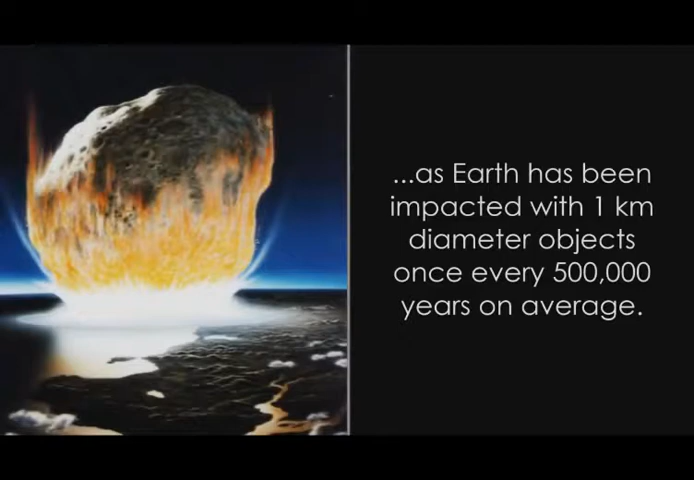 ...as Earth has been
impacted with 1 km
diameter objects
once every 500,000
years on average.